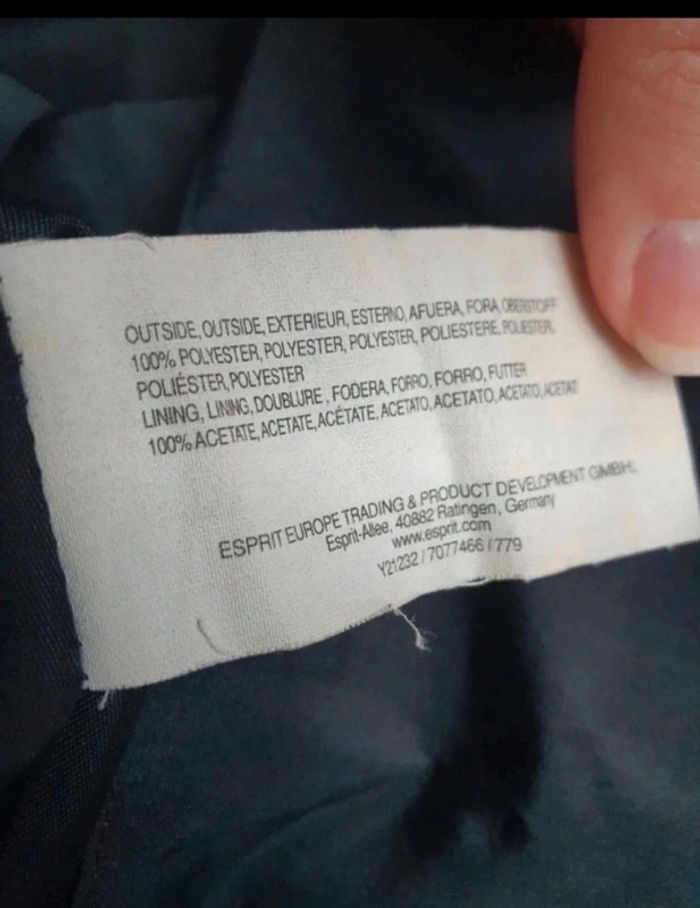 OUTSIDE, OUTSIDE, EXTERIEUR, ESTERNO, AFUERA, FORA, OBERSTOFF
100% POLYESTER, POLYESTER, POLYESTER, POLIESTERE, POLIESTER,
POLIÉSTER, POLYESTER
LINING, LINING, DOUBLURE, FODERA, FORRO, FORRO, FUTTER
100% ACETATE, ACETATE, ACÉTATE, ACETATO, ACETATO, ACETATO, ACETAT
ESPRIT EUROPE TRADING & PRODUCT DEVELOPMENT GMBH,
Esprit-Allee, 40882 Ratingen, Germany
www.esprit.com
Y21232 / 7077466 / 779